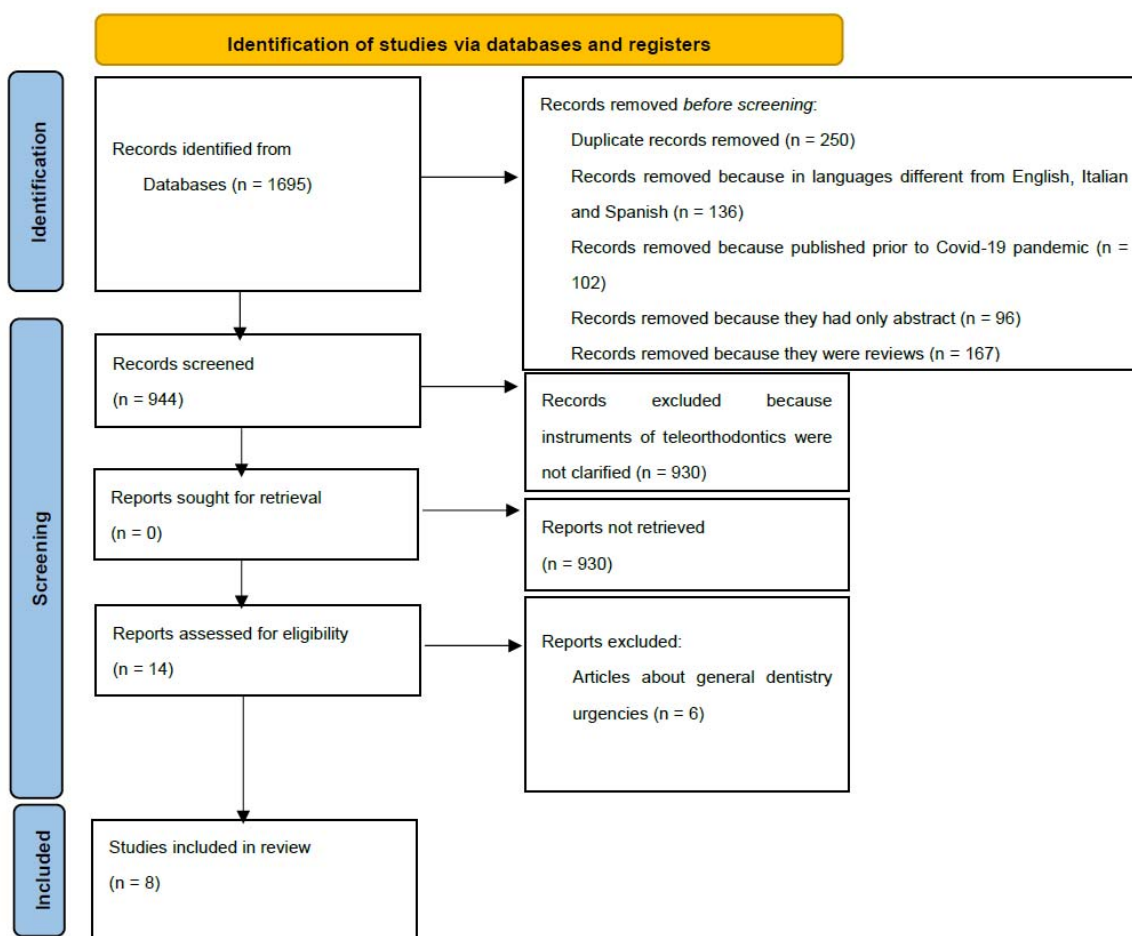 Identification of studies via databases and registers
Identification
Records identified from
Databases (n = 1695)
Records removed before screening:
Duplicate records removed (n = 250)
Records removed because in languages different from English, Italian
and Spanish (n = 136)
Records removed because published prior to Covid-19 pandemic (n =
102)
Records removed because they had only abstract (n = 96)
Records removed because they were reviews (n = 167)
Screening
Records screened
(n = 944)
Records excluded because
instruments of teleorthodontics were
not clarified (n = 930)
Reports sought for retrieval
(n = 0)
Reports not retrieved
(n = 930)
Reports assessed for eligibility
(n = 14)
Reports excluded:
Articles about general dentistry
urgencies (n = 6)
Included
Studies included in review
(n = 8)